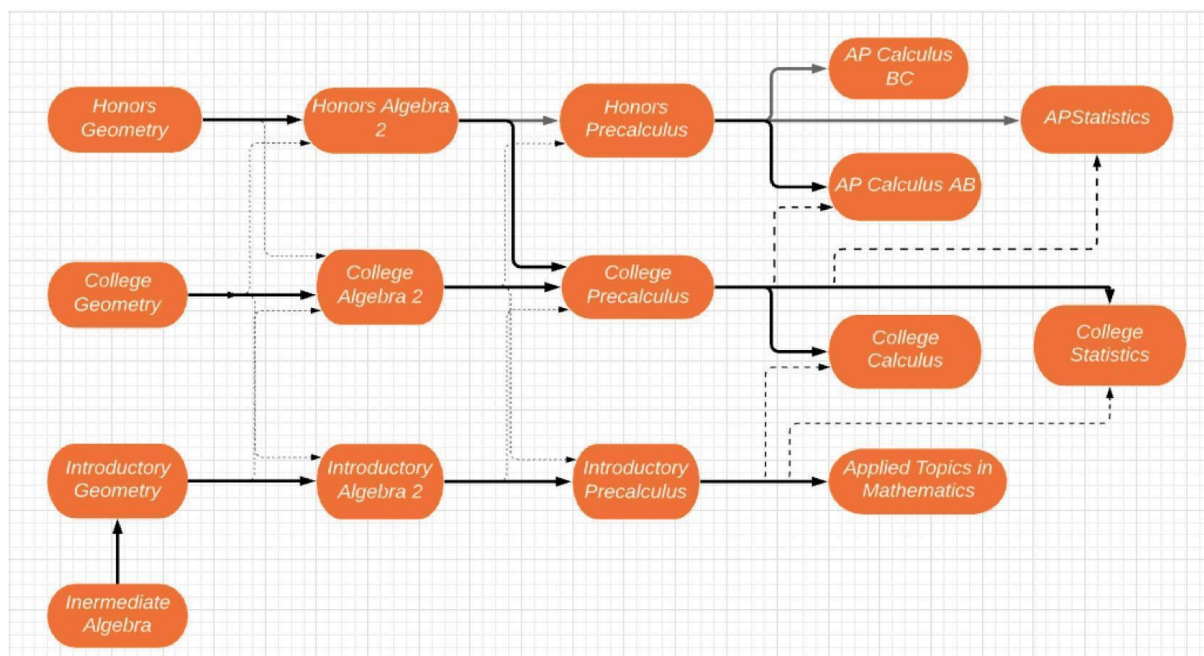 AP Calculus
BC
Honors
Geometry
Honors Algebra
2
Honors
Precalculus
APStatistics
AP Calculus AB
College
Geometry
College
Algebra 2
College
Precalculus
College
Calculus
College
Statistics
Introductory
Geometry
Introductory
Algebra 2
Introductory
Precalculus
Applied Topics in
Mathematics
Inermediate
Algebra